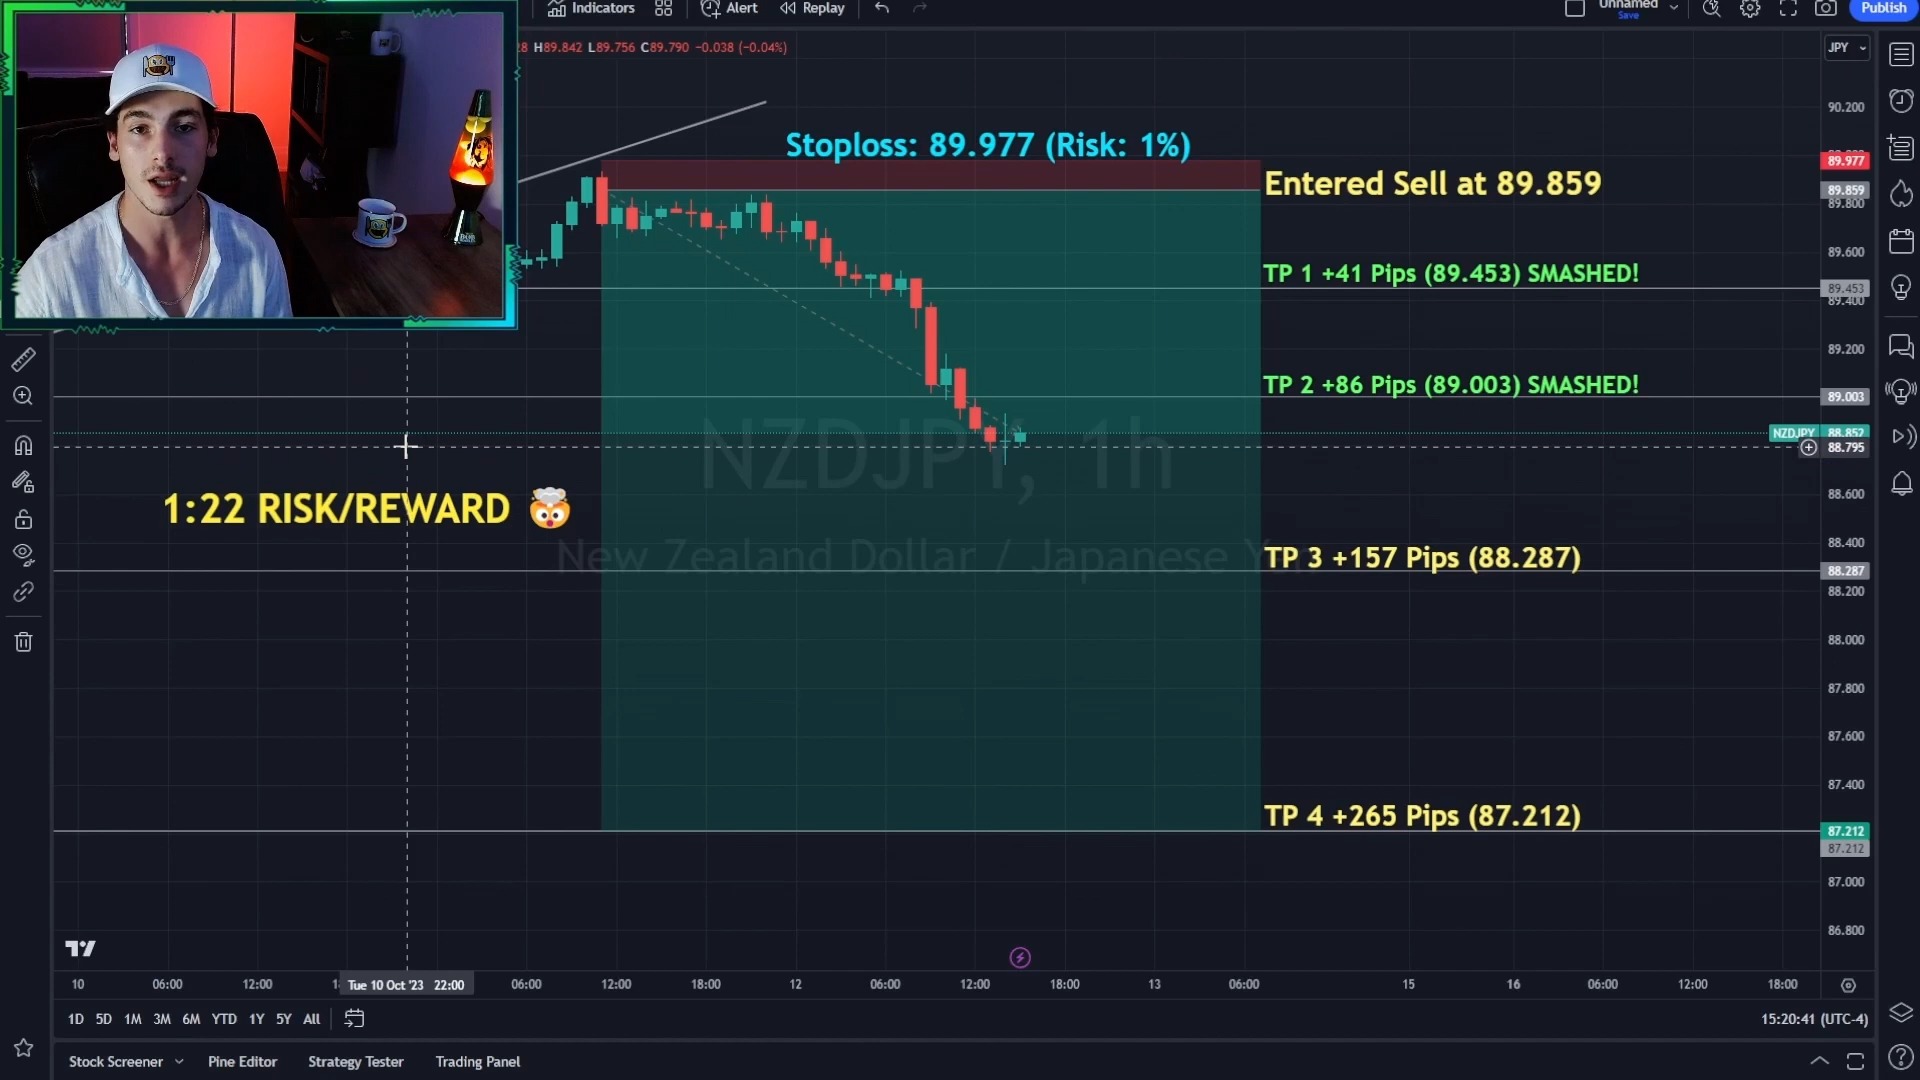 Indicators
Alert
Replay
Unnamed
Save
Publish
H89.842 L89.756 C89.790 −0.038 (−0.04%)
JPY
90.200
Stoploss: 89.977 (Risk: 1%)
89.977
Entered Sell at 89.859
89.859
89.800
89.600
TP 1 +41 Pips (89.453) SMASHED!
89.453
89.400
89.200
TP 2 +86 Pips (89.003) SMASHED!
89.003
NZDJPY 88.852
88.795
NZDJPY, 1h
1:22 RISK/REWARD 🤯
88.600
88.400
New Zealand Dollar / Japanese Y
TP 3 +157 Pips (88.287)
88.287
88.200
88.000
87.800
87.600
87.400
TP 4 +265 Pips (87.212)
87.212
87.212
87.000
86.800
10 06:00 12:00 Tue 10 Oct '23 22:00 06:00 12:00 18:00 12 06:00 12:00 18:00 13 06:00 15 16 06:00 12:00 18:00
1D 5D 1M 3M 6M YTD 1Y 5Y All
15:20:41 (UTC-4)
Stock Screener Pine Editor Strategy Tester Trading Panel